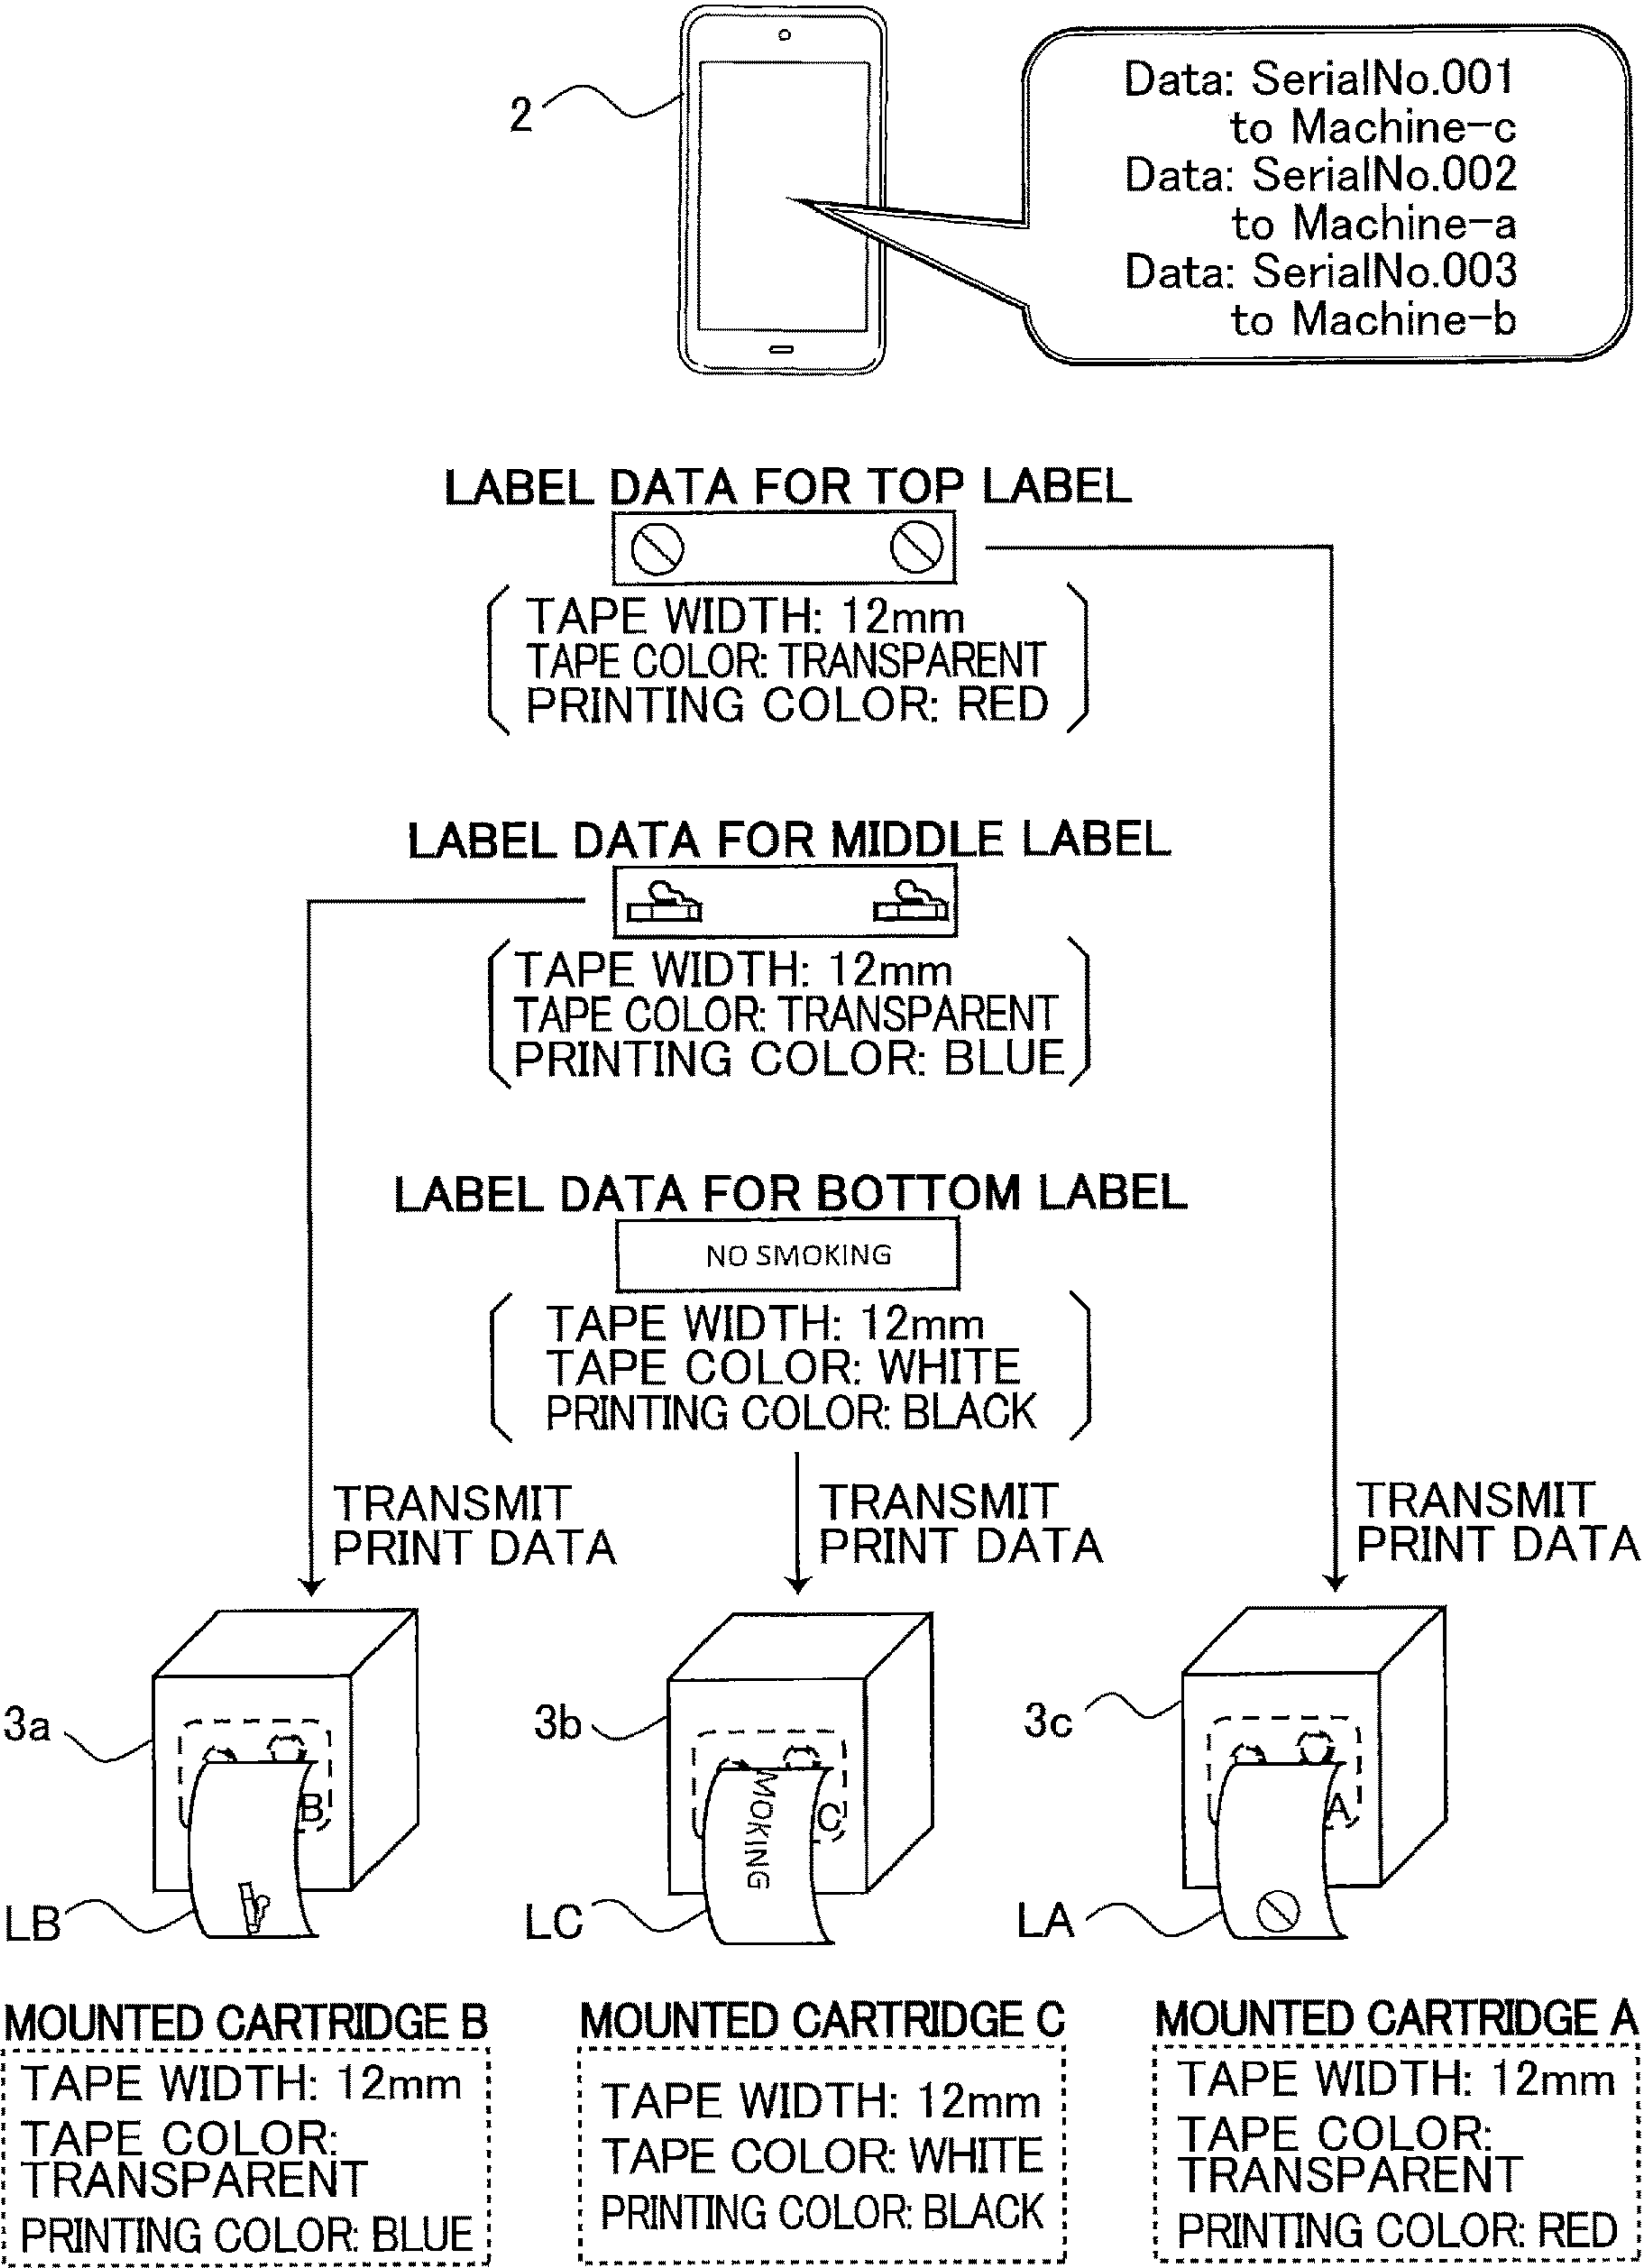 2
Data: SerialNo.001
to Machine-c
Data: SerialNo.002
to Machine-a
Data: SerialNo.003
to Machine-b
LABEL DATA FOR TOP LABEL
TAPE WIDTH: 12mm
TAPE COLOR: TRANSPARENT
PRINTING COLOR: RED
LABEL DATA FOR MIDDLE LABEL
TAPE WIDTH: 12mm
TAPE COLOR: TRANSPARENT
PRINTING COLOR: BLUE
LABEL DATA FOR BOTTOM LABEL
NO SMOKING
TAPE WIDTH: 12mm
TAPE COLOR: WHITE
PRINTING COLOR: BLACK
TRANSMIT
PRINT DATA
TRANSMIT
PRINT DATA
TRANSMIT
PRINT DATA
3a
B
LB
3b
MOKING
C
LC
3c
A
LA
MOUNTED CARTRIDGE B
TAPE WIDTH: 12mm
TAPE COLOR:
TRANSPARENT
PRINTING COLOR: BLUE
MOUNTED CARTRIDGE C
TAPE WIDTH: 12mm
TAPE COLOR: WHITE
PRINTING COLOR: BLACK
MOUNTED CARTRIDGE A
TAPE WIDTH: 12mm
TAPE COLOR:
TRANSPARENT
PRINTING COLOR: RED